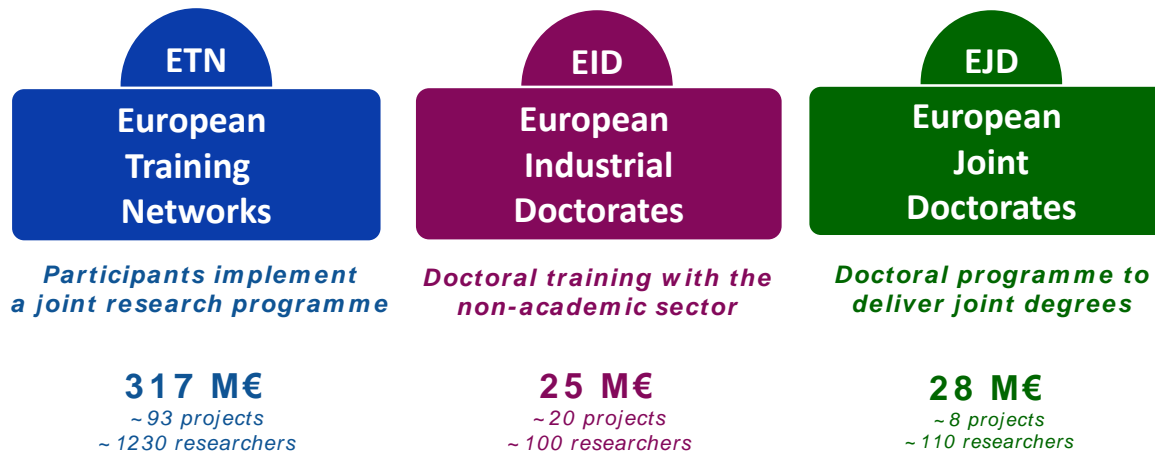 ETN
European
Training
Networks
Participants implement
a joint research programme
317 M€
~93 projects
~1230 researchers
EID
European
Industrial
Doctorates
Doctoral training with the
non-academic sector
25 M€
~20 projects
~100 researchers
EJD
European
Joint
Doctorates
Doctoral programme to
deliver joint degrees
28 M€
~8 projects
~110 researchers